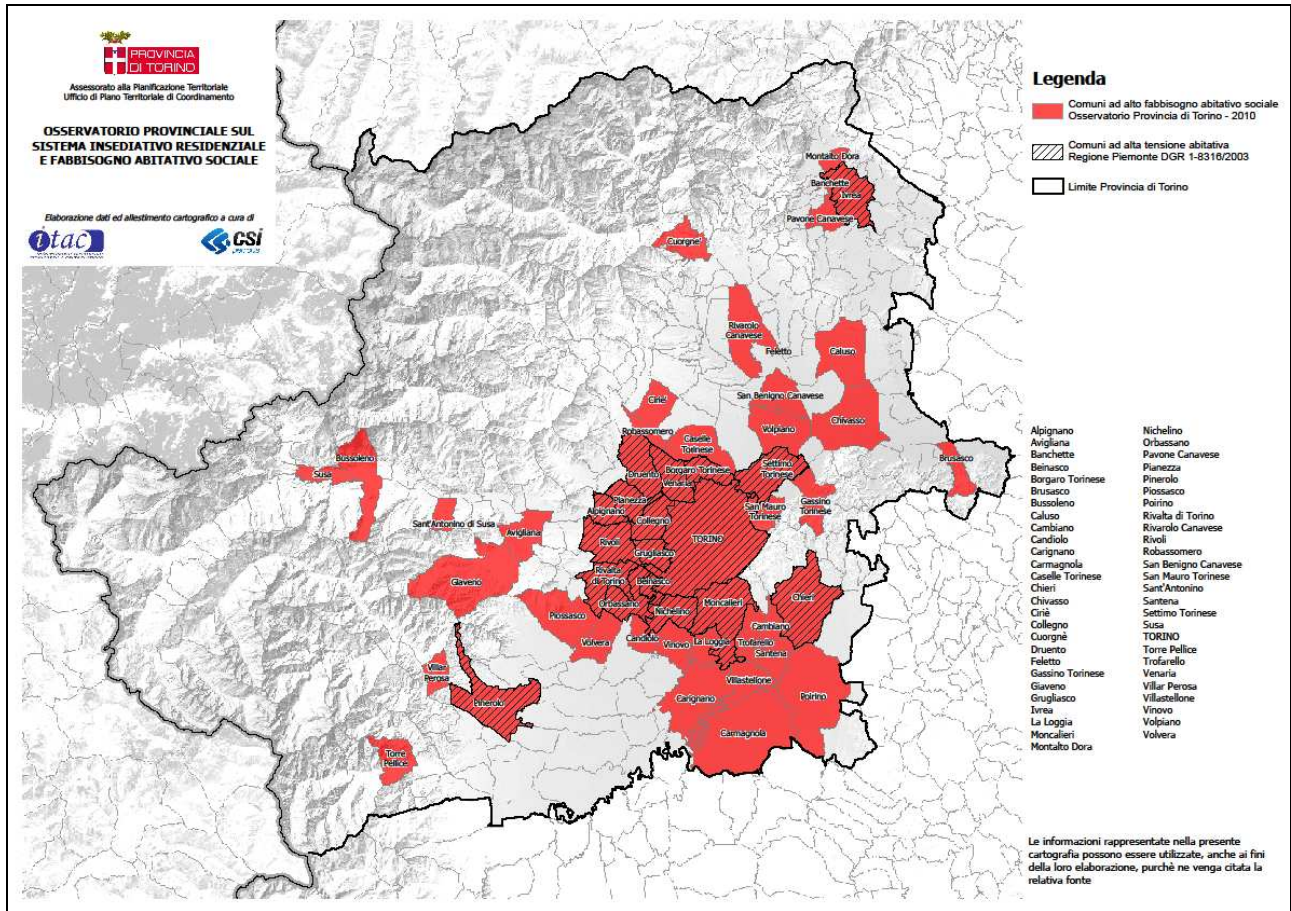 PROVINCIA
DI TORINO
Assessorato alla Pianificazione Territoriale
Ufficio di Piano Territoriale di Coordinamento
OSSERVATORIO PROVINCIALE SUL
SISTEMA INSEDIATIVO RESIDENZIALE
E FABBISOGNO ABITATIVO SOCIALE
Elaborazione dati ed allestimento cartografico a cura di
itac
CSI
Legenda
Comuni ad alto fabbisogno abitativo sociale
Osservatorio Provincia di Torino - 2010
Comuni ad alta tensione abitativa
Regione Piemonte DGR 1-8316/2003
Limite Provincia di Torino
Montalto Dora
Banchette
Ivrea
Pavone Canavese
Cuorgne'
Rivarolo
Canavese
Feletto
Caluso
San Benigno Canavese
Cirie'
Chivasso
Volpiano
Robassomero
Caselle
Torinese
Brusasco
Bussoleno
Susa
Druento
Borgaro Torinese
Venaria
Settimo
Torinese
Pianezza
Alpignano
Collegno
San Mauro
Torinese
Gassino
Torinese
Sant'Antonino di Susa
Avigliana
TORINO
Rivoli
Grugliasco
Giaveno
Rivalta
di Torino
Beinasco
Orbassano
Nichelino
Moncalieri
Chieri
Piossasco
Volvera
Candiolo
Vinovo
La Loggia
Trofarello
Cambiano
Santena
Villar
Perosa
Pinerolo
Villastellone
Carignano
Poirino
Carmagnola
Torre
Pellice
Alpignano
Avigliana
Banchette
Beinasco
Borgaro Torinese
Brusasco
Bussoleno
Caluso
Cambiano
Candiolo
Carignano
Carmagnola
Caselle Torinese
Chieri
Chivasso
Ciriè
Collegno
Cuorgnè
Druento
Feletto
Gassino Torinese
Giaveno
Grugliasco
Ivrea
La Loggia
Moncalieri
Montalto Dora
Nichelino
Orbassano
Pavone Canavese
Pianezza
Pinerolo
Piossasco
Poirino
Rivalta di Torino
Rivarolo Canavese
Rivoli
Robassomero
San Benigno Canavese
San Mauro Torinese
Sant'Antonino
Santena
Settimo Torinese
Susa
TORINO
Torre Pellice
Trofarello
Venaria
Villar Perosa
Villastellone
Vinovo
Volpiano
Volvera
Le informazioni rappresentate nella presente
cartografia possono essere utilizzate, anche ai fini
della loro elaborazione, purchè ne venga citata la
relativa fonte